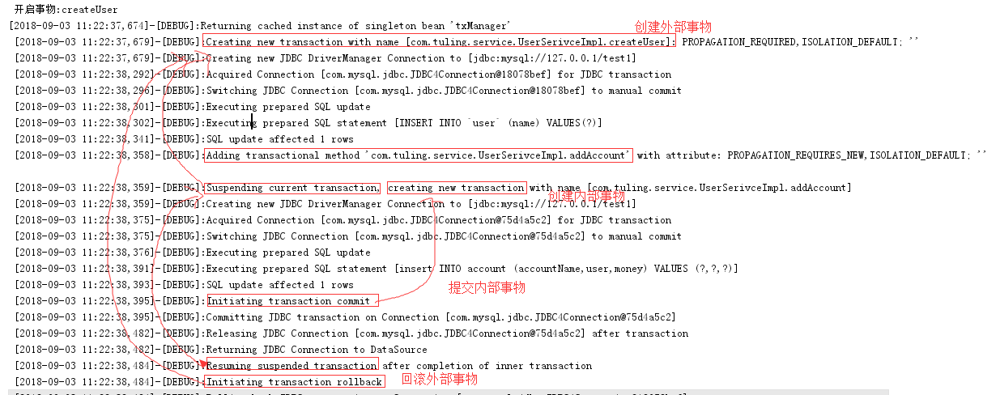 开启事物:createUser
[2018-09-03 11:22:37,674]-[DEBUG]:Returning cached instance of singleton bean 'txManager'
创建外部事物
[2018-09-03 11:22:37,679]-[DEBUG]:Creating new transaction with name [com.tuling.service.UserSerivceImpl.createUser]: PROPAGATION_REQUIRED,ISOLATION_DEFAULT; ''
[2018-09-03 11:22:37,679]-[DEBUG]:Creating new JDBC DriverManager Connection to [jdbc:mysql://127.0.0.1/test1]
[2018-09-03 11:22:38,292]-[DEBUG]:Acquired Connection [com.mysql.jdbc.JDBC4Connection@18078bef] for JDBC transaction
[2018-09-03 11:22:38,296]-[DEBUG]:Switching JDBC Connection [com.mysql.jdbc.JDBC4Connection@18078bef] to manual commit
[2018-09-03 11:22:38,301]-[DEBUG]:Executing prepared SQL update
[2018-09-03 11:22:38,302]-[DEBUG]:Executing prepared SQL statement [INSERT INTO `user` (name) VALUES(?)]
[2018-09-03 11:22:38,341]-[DEBUG]:SQL update affected 1 rows
[2018-09-03 11:22:38,358]-[DEBUG]:Adding transactional method 'com.tuling.service.UserSerivceImpl.addAccount' with attribute: PROPAGATION_REQUIRES_NEW,ISOLATION_DEFAULT; ''
[2018-09-03 11:22:38,359]-[DEBUG]:Suspending current transaction, creating new transaction with name [com.tuling.service.UserSerivceImpl.addAccount]
创建内部事物
[2018-09-03 11:22:38,359]-[DEBUG]:Creating new JDBC DriverManager Connection to [jdbc:mysql://127.0.0.1/test1]
[2018-09-03 11:22:38,375]-[DEBUG]:Acquired Connection [com.mysql.jdbc.JDBC4Connection@75d4a5c2] for JDBC transaction
[2018-09-03 11:22:38,375]-[DEBUG]:Switching JDBC Connection [com.mysql.jdbc.JDBC4Connection@75d4a5c2] to manual commit
[2018-09-03 11:22:38,376]-[DEBUG]:Executing prepared SQL update
[2018-09-03 11:22:38,391]-[DEBUG]:Executing prepared SQL statement [insert INTO account (accountName,user,money) VALUES (?,?,?)]
[2018-09-03 11:22:38,393]-[DEBUG]:SQL update affected 1 rows
提交内部事物
[2018-09-03 11:22:38,395]-[DEBUG]:Initiating transaction commit
[2018-09-03 11:22:38,395]-[DEBUG]:Committing JDBC transaction on Connection [com.mysql.jdbc.JDBC4Connection@75d4a5c2]
[2018-09-03 11:22:38,482]-[DEBUG]:Releasing JDBC Connection [com.mysql.jdbc.JDBC4Connection@75d4a5c2] after transaction
[2018-09-03 11:22:38,482]-[DEBUG]:Returning JDBC Connection to DataSource
[2018-09-03 11:22:38,484]-[DEBUG]:Resuming suspended transaction after completion of inner transaction
[2018-09-03 11:22:38,484]-[DEBUG]:Initiating transaction rollback
回滚外部事物